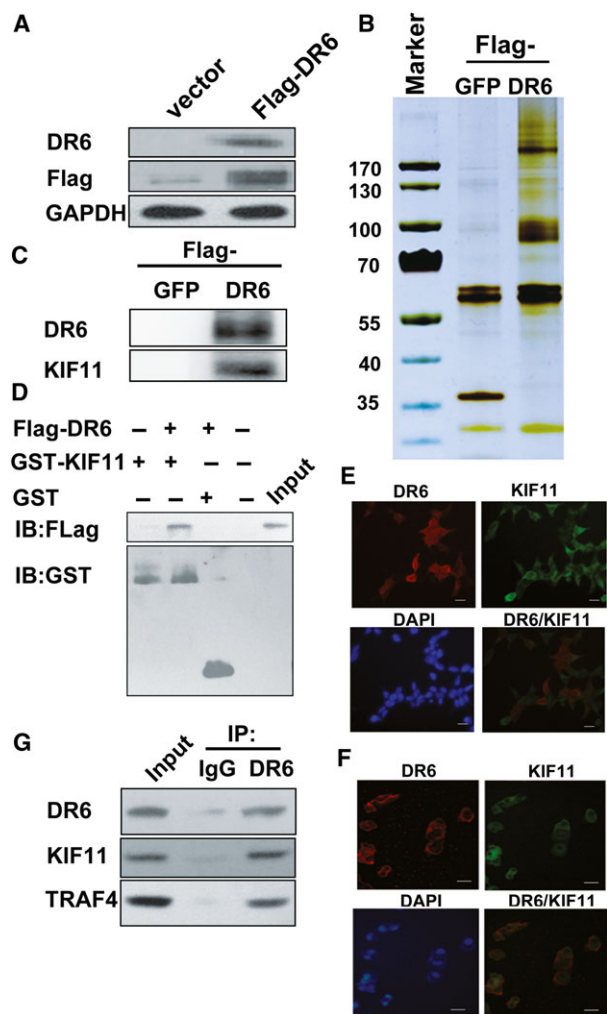 A
vector
Flag-DR6
DR6
Flag
GAPDH
B
Marker
Flag-
GFP DR6
170
130
100
70
55
40
35
C
Flag-
GFP DR6
DR6
KIF11
D
Flag-DR6 – + + –
GST-KIF11 + + – –
GST – – + –
Input
IB:FLag
IB:GST
E
DR6 KIF11
DAPI DR6/KIF11
F
DR6 KIF11
DAPI DR6/KIF11
G
Input
IP:
IgG DR6
DR6
KIF11
TRAF4